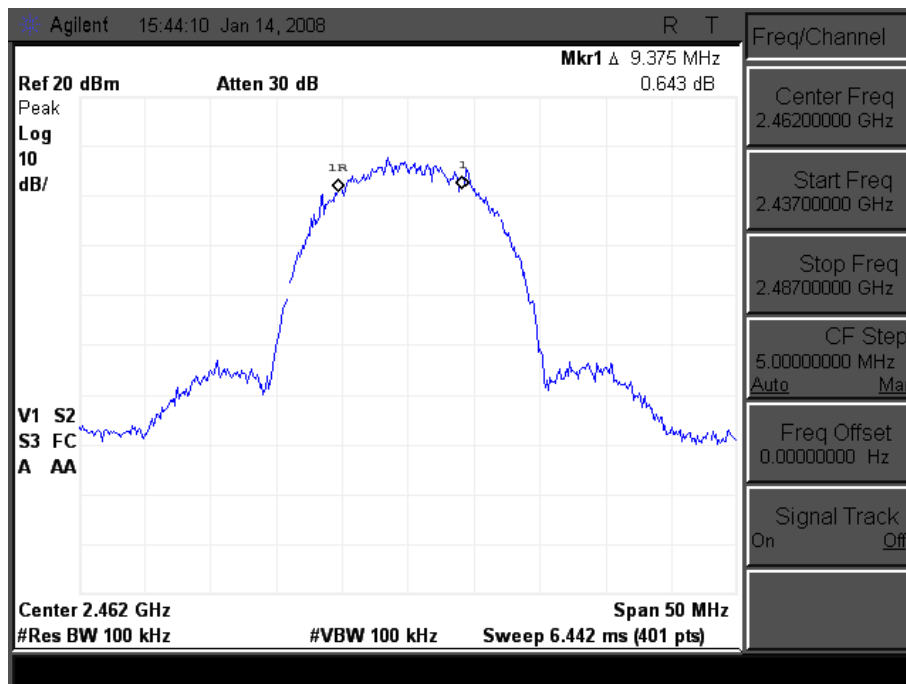 Agilent 15:44:10 Jan 14, 2008 R T
Mkr1 Δ 9.375 MHz
Ref 20 dBm Atten 30 dB 0.643 dB
Peak
Log
10
dB/
1R
1
V1 S2
S3 FC
A AA
Center 2.462 GHz Span 50 MHz
#Res BW 100 kHz #VBW 100 kHz Sweep 6.442 ms (401 pts)
Freq/Channel
Center Freq
2.46200000 GHz
Start Freq
2.43700000 GHz
Stop Freq
2.48700000 GHz
CF Step
5.00000000 MHz
Auto Ma
Freq Offset
0.00000000 Hz
Signal Track
On Off